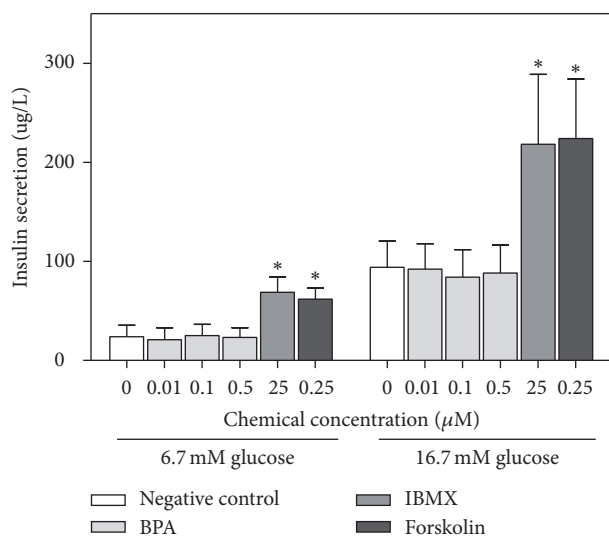 Insulin secretion (ug/L)
300
200
100
0
* * * *
0 0.01 0.1 0.5 25 0.25 0 0.01 0.1 0.5 25 0.25
Chemical concentration (μM)
6.7 mM glucose 16.7 mM glucose
Negative control IBMX
BPA Forskolin